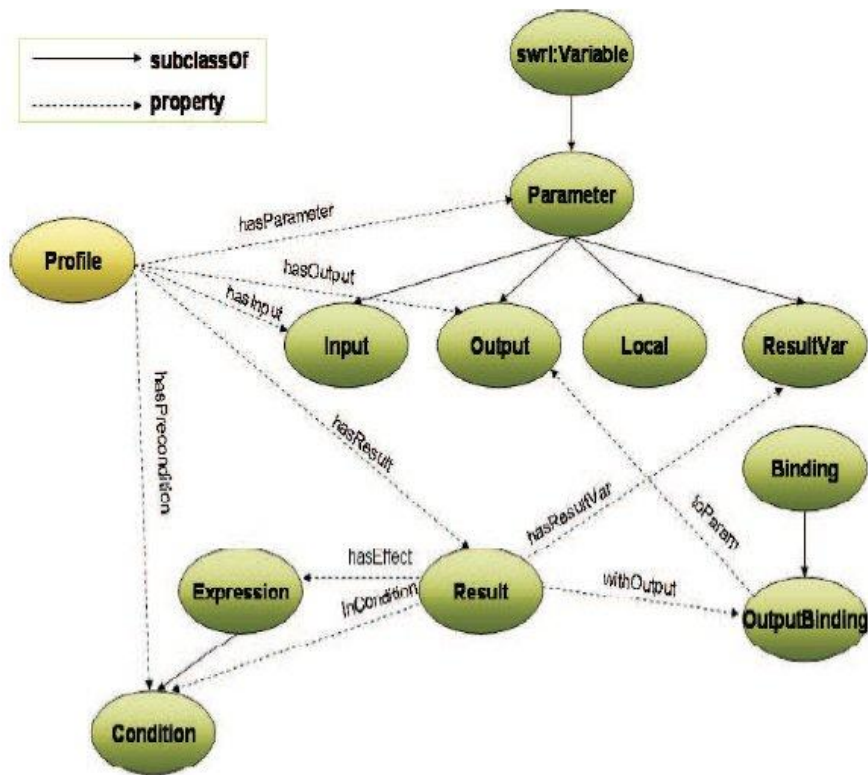 subclassOf
property
swrl:Variable
Parameter
hasParameter
Profile
hasOutput
hasInput
Input
Output
Local
ResultVar
hasPrecondition
hasResult
Binding
hasResultVar
toParam
hasEffect
Expression
Result
withOutput
InCondition
OutputBinding
Condition